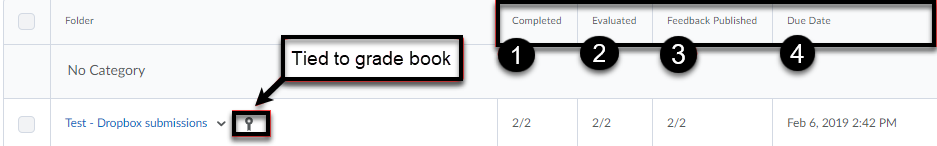 Folder Completed Evaluated Feedback Published Due Date
1 2 3 4
Tied to grade book
No Category
Test - Dropbox submissions 2/2 2/2 2/2 Feb 6, 2019 2:42 PM